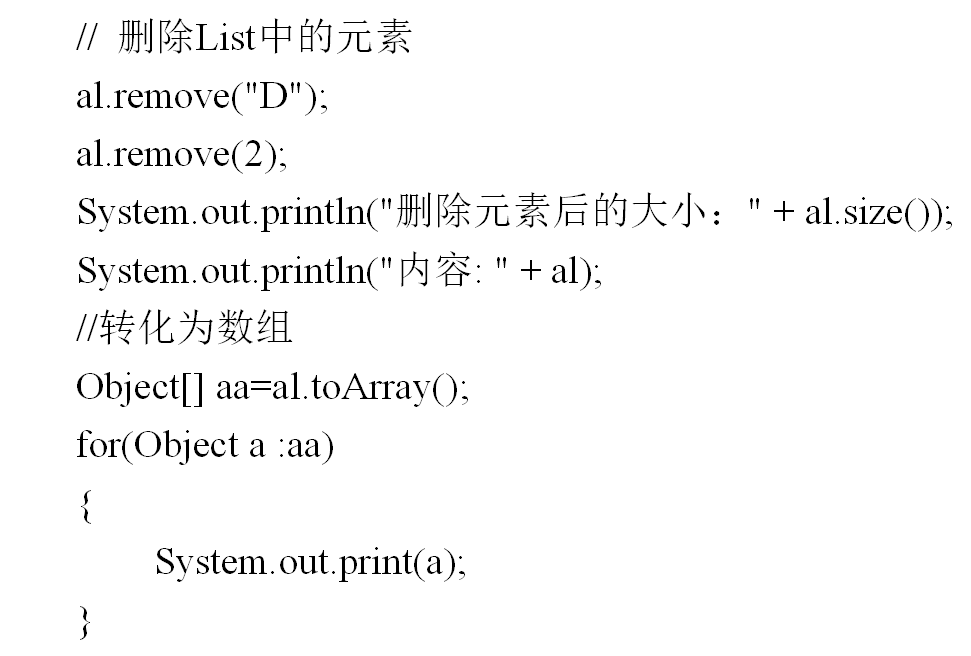 // 删除List中的元素
al.remove("D");
al.remove(2);
System.out.println("删除元素后的大小：" + al.size());
System.out.println("内容: " + al);
//转化为数组
Object[] aa=al.toArray();
for(Object a :aa)
{
System.out.print(a);
}